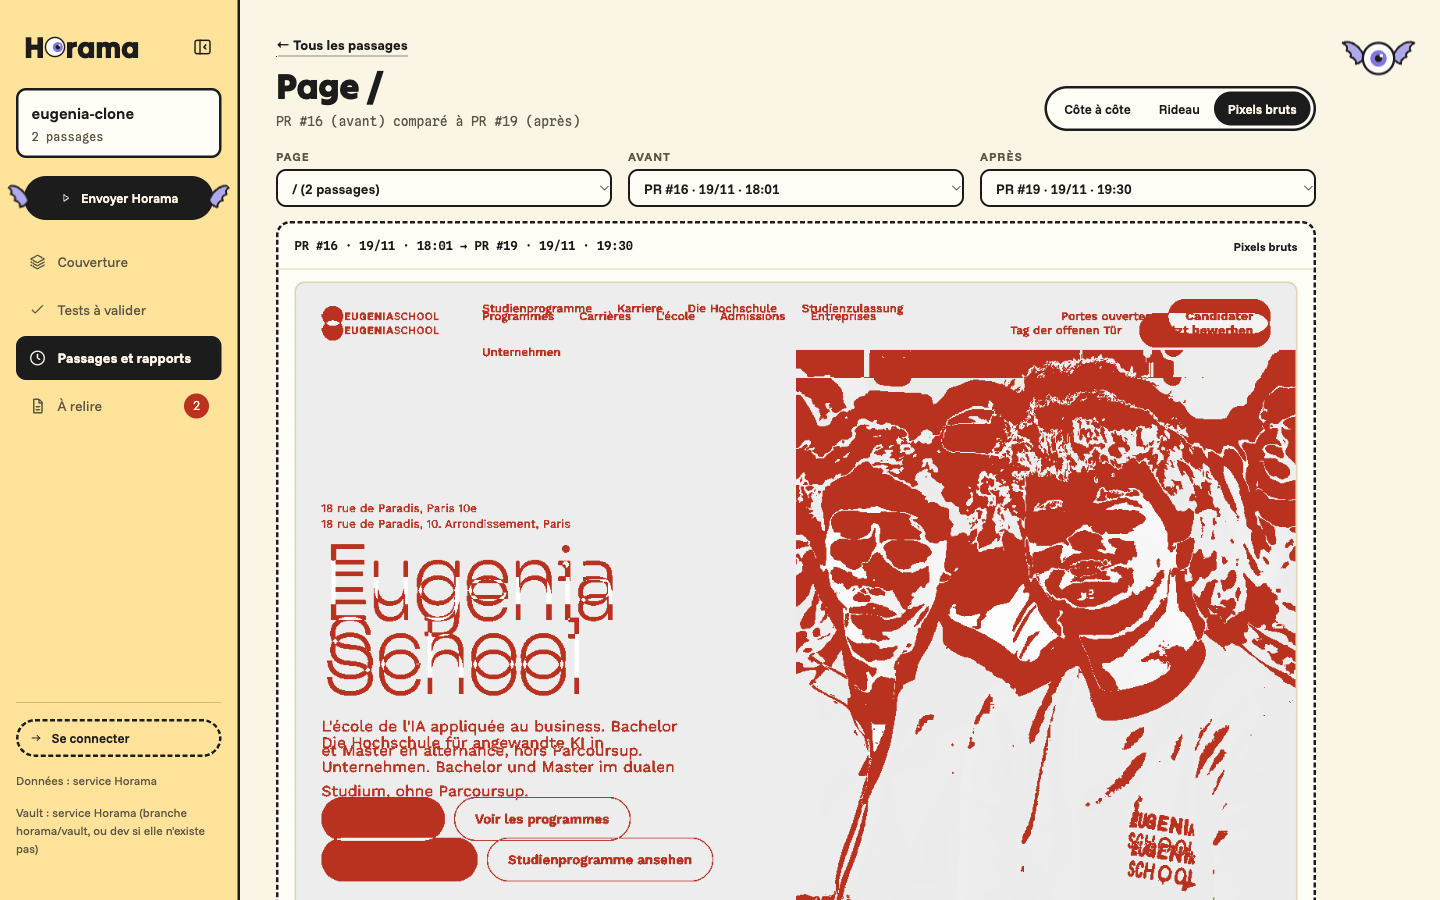 Horama
eugenia-clone
2 passages
Envoyer Horama
Couverture
Tests à valider
Passages et rapports
À relire
2
→ Se connecter
Données : service Horama
Vault : service Horama (branche
horama/vault, ou dev si elle n'existe
pas)
← Tous les passages
Page /
PR #16 (avant) comparé à PR #19 (après)
Côte à côte
Rideau
Pixels bruts
PAGE
AVANT
APRÈS
/ (2 passages)
PR #16 · 19/11 · 18:01
PR #19 · 19/11 · 19:30
PR #16 · 19/11 · 18:01 → PR #19 · 19/11 · 19:30
Pixels bruts
EUGENIASCHOOL
EUGENIASCHOOL
Studienprogramme Karriere Die Hochschule Studienzulassung
Programmes Carrières L'école Admissions Entreprises
Unternehmen
Portes ouvertes
Candidater
Tag der offenen Tür
bewerben
18 rue de Paradis, Paris 10e
18 rue de Paradis, 10. Arrondissement, Paris
Eugenia
School
L'école de l'IA appliquée au business. Bachelor
et Master en alternance, hors Parcoursup.
Die Hochschule für angewandte KI in
Unternehmen. Bachelor und Master im dualen
Studium, ohne Parcoursup.
Voir les programmes
Studienprogramme ansehen
EUGENIA
SCHOOL
EUGENIA
SCHOOL